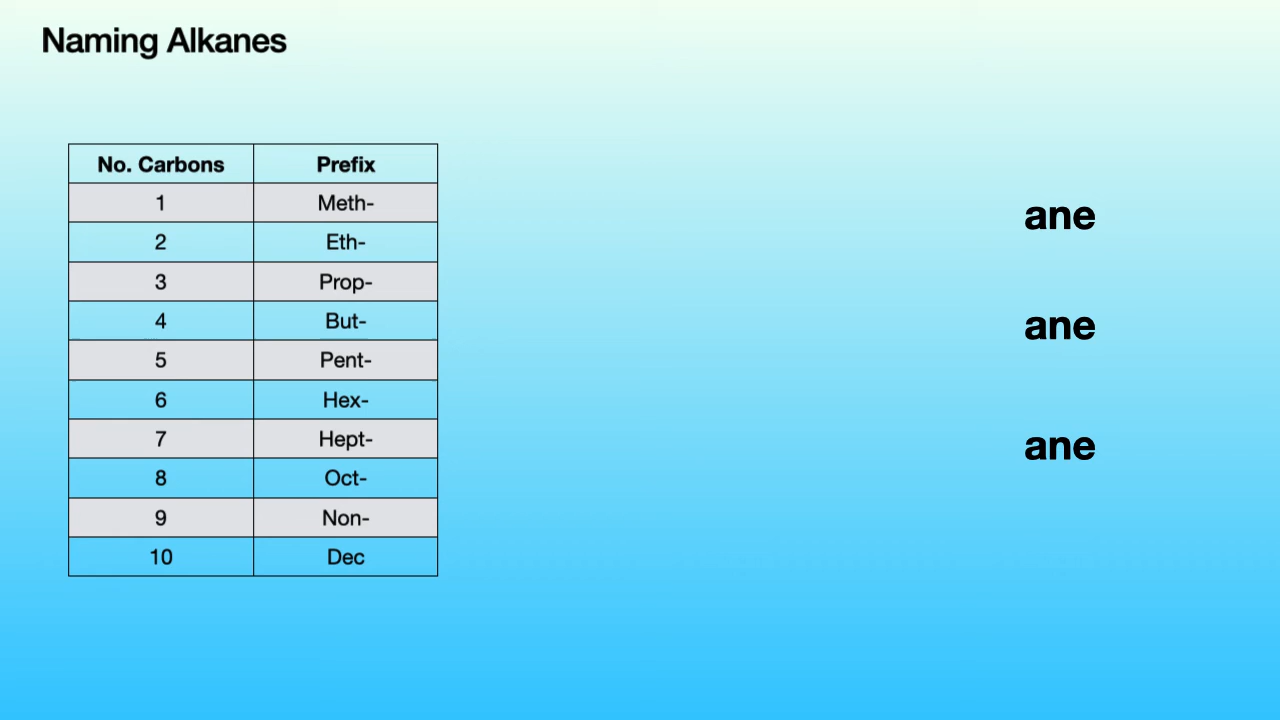 Naming Alkanes
No. Carbons Prefix
1 Meth-
2 Eth-
3 Prop-
4 But-
5 Pent-
6 Hex-
7 Hept-
8 Oct-
9 Non-
10 Dec
ane
ane
ane